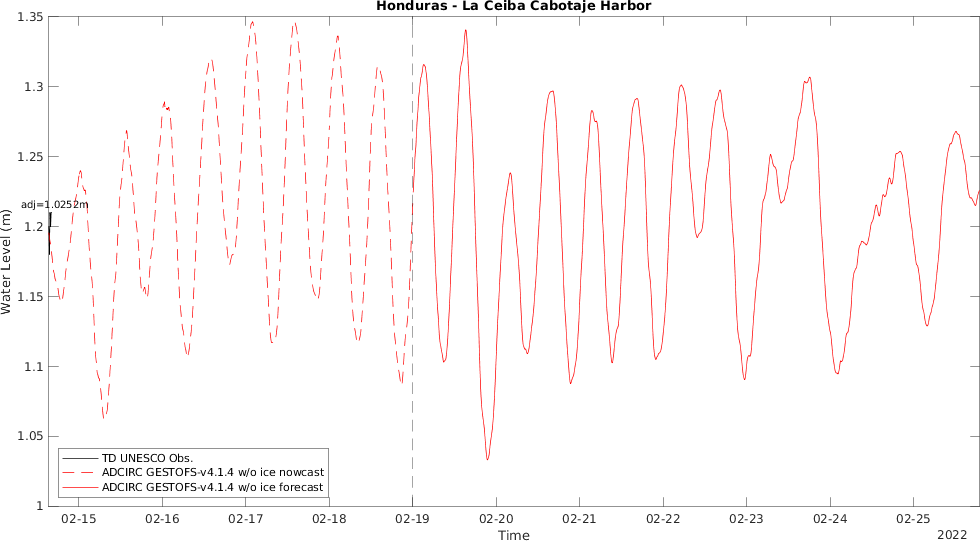 Honduras - La Ceiba Cabotaje Harbor
Water Level (m)
1.35
1.3
1.25
1.2
1.15
1.1
1.05
1
adj=1.0252m
TD UNESCO Obs.
ADCIRC GESTOFS-v4.1.4 w/o ice nowcast
ADCIRC GESTOFS-v4.1.4 w/o ice forecast
02-15 02-16 02-17 02-18 02-19 02-20 02-21 02-22 02-23 02-24 02-25
Time
2022